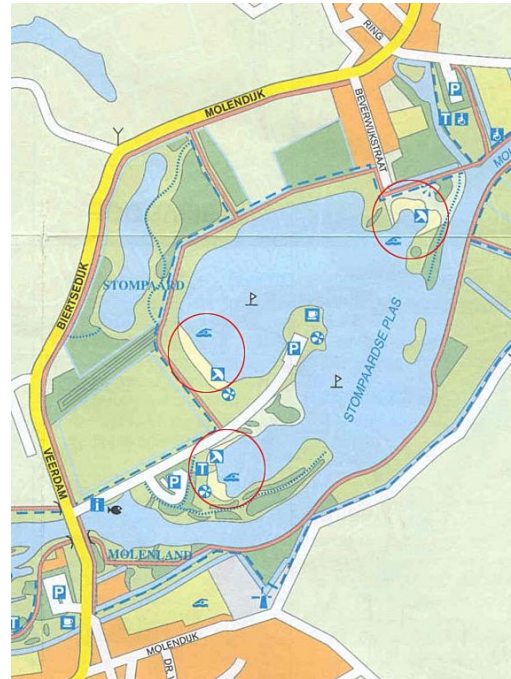 RING
MOLENDIJK
BEVERWIJKSTRAAT
P
T
MOL
STOMPAARD
BIERTSEDIJK
STOMPAARDSE PLAS
P
T
P
VEERDAM
i
MOLENLAND
P
T
MOLENDIJK
DR.